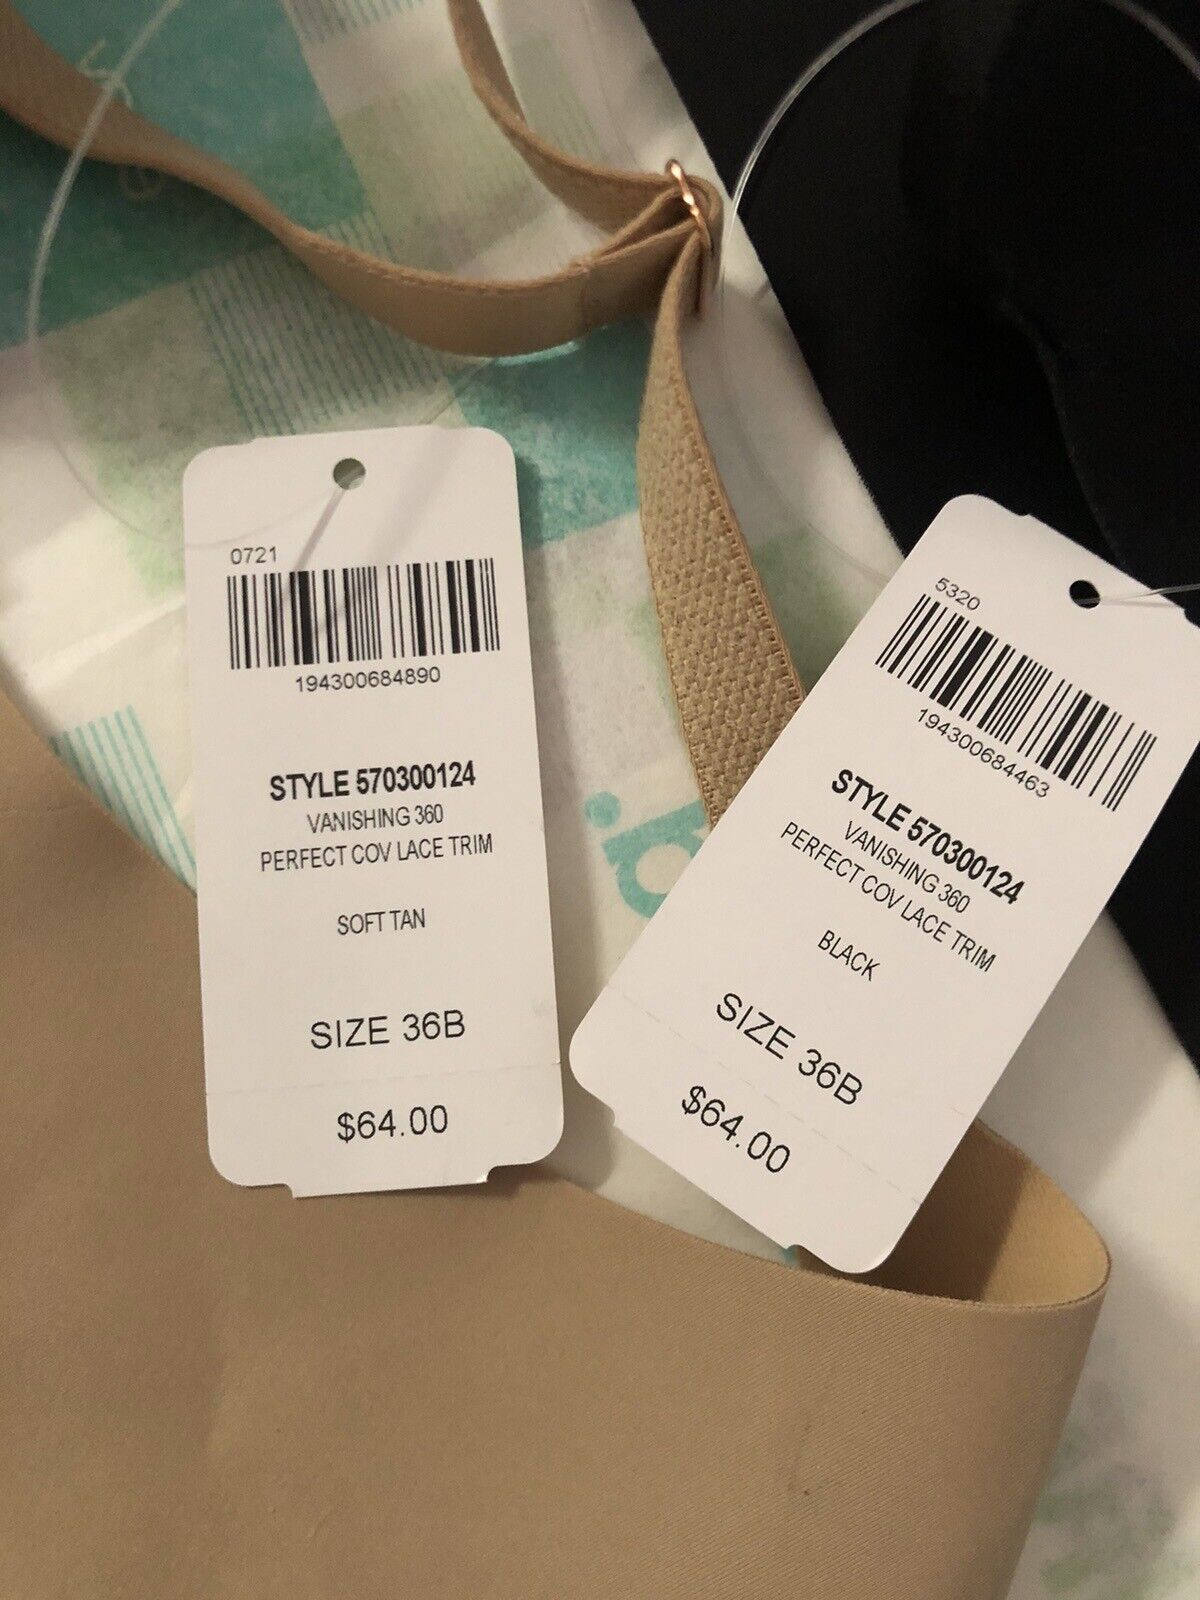 0721
194300684890
STYLE 570300124
VANISHING 360
PERFECT COV LACE TRIM
SOFT TAN
SIZE 36B
$64.00
5320
194300684463
STYLE 570300124
VANISHING 360
PERFECT COV LACE TRIM
BLACK
SIZE 36B
$64.00